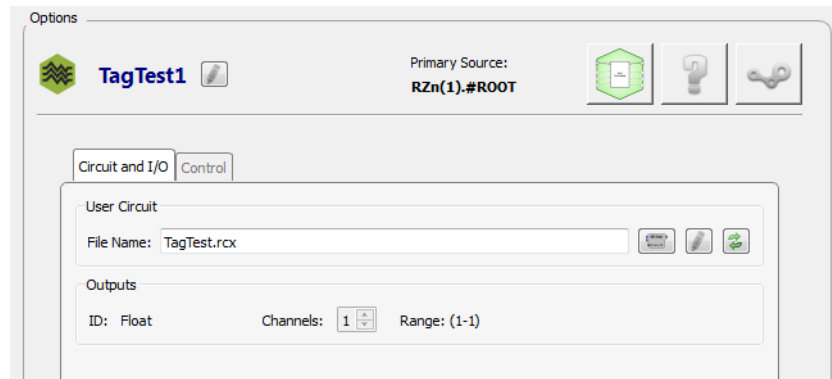 Options
TagTest1
Primary Source:
RZn(1).#ROOT
Circuit and I/O Control
User Circuit
File Name: TagTest.rcx
Outputs
ID: Float Channels: 1 Range: (1-1)